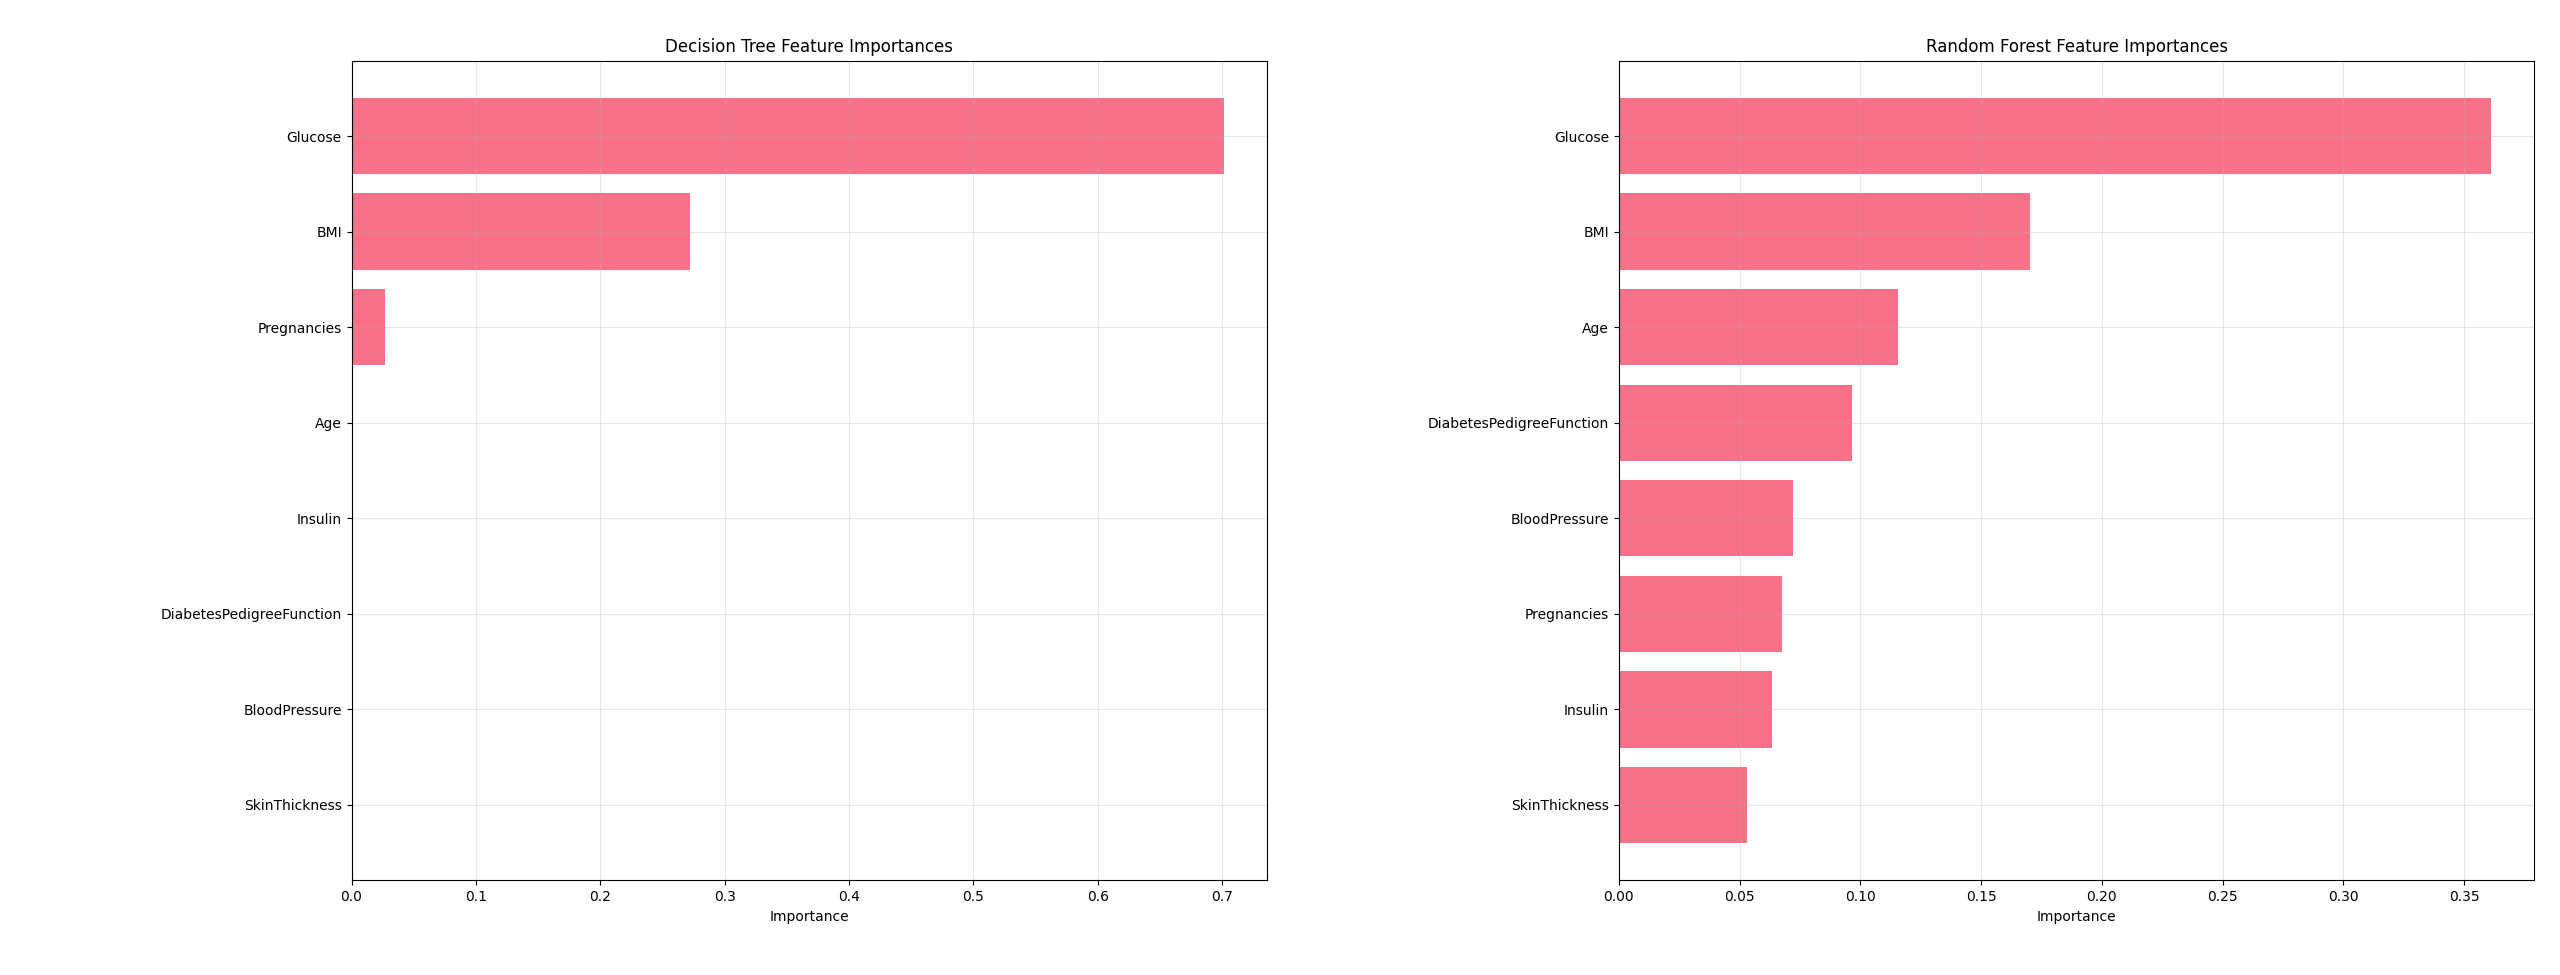 Decision Tree Feature Importances
Glucose
BMI
Pregnancies
Age
Insulin
DiabetesPedigreeFunction
BloodPressure
SkinThickness
0.0 0.1 0.2 0.3 0.4 0.5 0.6 0.7
Importance
Random Forest Feature Importances
Glucose
BMI
Age
DiabetesPedigreeFunction
BloodPressure
Pregnancies
Insulin
SkinThickness
0.00 0.05 0.10 0.15 0.20 0.25 0.30 0.35
Importance